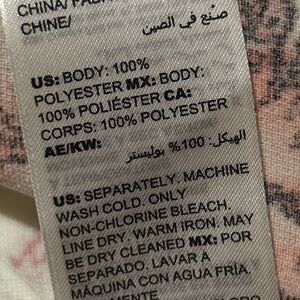 CHINA/ FABR
CHINE/
صنع في الصين
US: BODY: 100%
POLYESTER MX: BODY:
100% POLIÉSTER CA:
CORPS: 100% POLYESTER
AE/KW:
الهيكل: 100% بوليستر
US: SEPARATELY. MACHINE
WASH COLD. ONLY
NON-CHLORINE BLEACH.
LINE DRY. WARM IRON. MAY
BE DRY CLEANED MX: POR
SEPARADO. LAVAR A
MÁQUINA CON AGUA FRÍA.